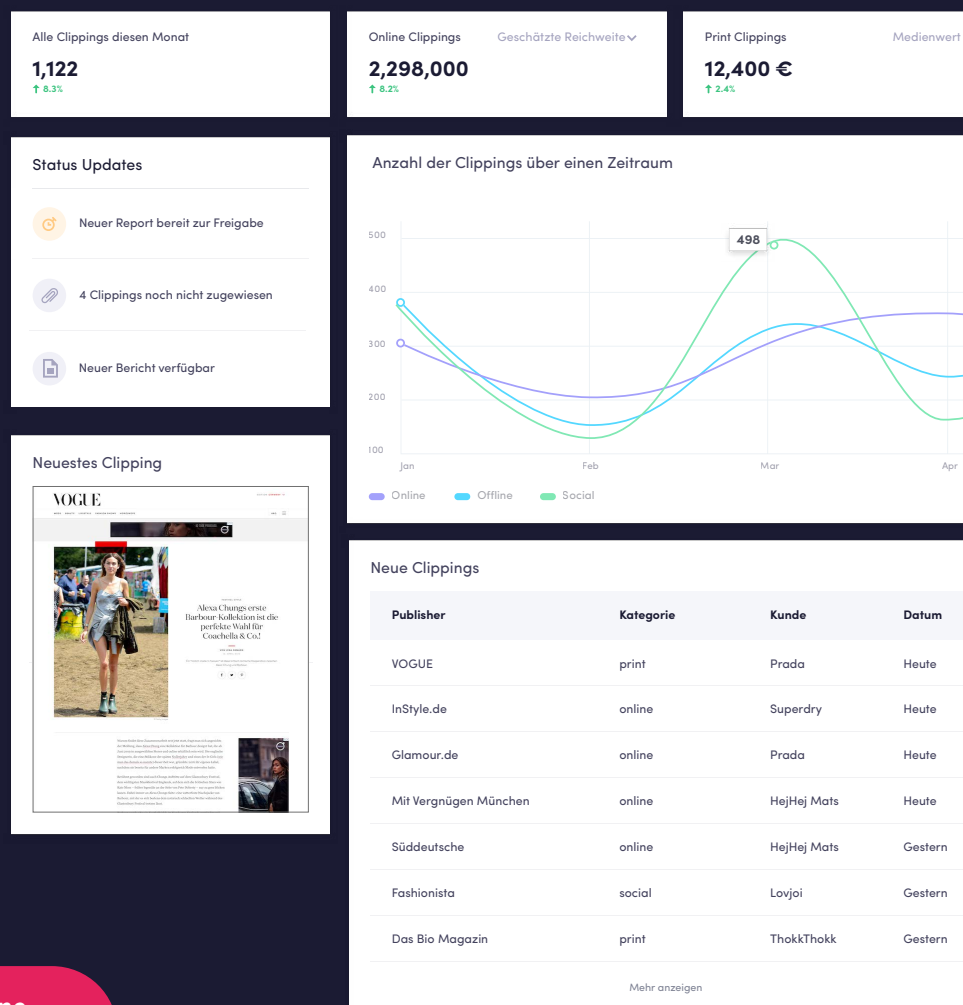 Alle Clippings diesen Monat
1,122
↑ 8.3%
Online Clippings
Geschätzte Reichweite
2,298,000
↑ 8.2%
Print Clippings
Medienwert
12,400 €
↑ 2.4%
Status Updates
Neuer Report bereit zur Freigabe
4 Clippings noch nicht zugewiesen
Neuer Bericht verfügbar
Anzahl der Clippings über einen Zeitraum
500
400
300
200
100
498
Jan Feb Mar Apr
Online Offline Social
Neuestes Clipping
VOGUE
Alexa Chungs erste
Barbour-Kollektion ist die
perfekte Wahl für
Coachella & Co.!
Neue Clippings
Publisher Kategorie Kunde Datum
VOGUE print Prada Heute
InStyle.de online Superdry Heute
Glamour.de online Prada Heute
Mit Vergnügen München online HejHej Mats Heute
Süddeutsche online HejHej Mats Gestern
Fashionista social Lovjoi Gestern
Das Bio Magazin print ThokkThokk Gestern
Mehr anzeigen